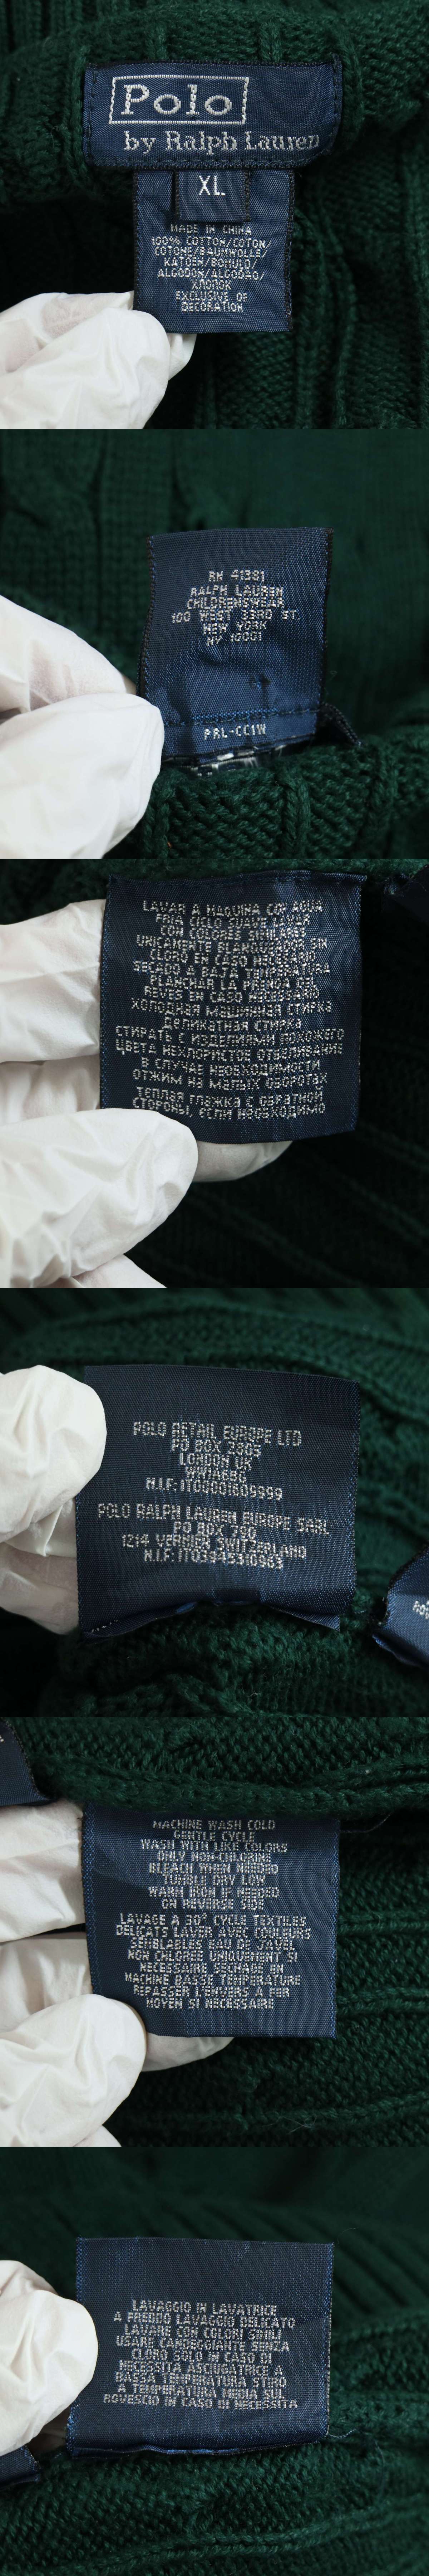 Polo
by Ralph Lauren
XL
MADE IN CHINA
100% COTTON/COTON/
COTONE/BAUMWOLLE/
KATOEN/BOMULD/
ALGODON/ALGODAO/
ХЛОПОК
EXCLUSIVE OF
DECORATION
RN 41381
RALPH LAUREN
CHILDRENSWEAR
100 WEST 33RD ST.
NEW YORK
NY 10001
PRL-CC1W
LAVAR A MAQUINA CON AGUA
FRIA CICLO SUAVE LAVAR
CON COLORES SIMILARES
UNICAMENTE BLANQUEADOR SIN
CLORO EN CASO NECESARIO
SECADO A BAJA TEMPERATURA
PLANCHAR LA PRENDA DEL
REVES EN CASO NECESARIO
ХОЛОДНАЯ МАШИННАЯ СТИРКА
ДЕЛИКАТНАЯ СТИРКА
СТИРАТЬ С ИЗДЕЛИЯМИ ПОХОЖЕГО
ЦВЕТА НЕХЛОРИСТОЕ ОТБЕЛИВАНИЕ
В СЛУЧАЕ НЕОБХОДИМОСТИ
ОТЖИМ НА МАЛЫХ ОБОРОТАХ
ТЕПЛАЯ ГЛАЖКА С ОБРАТНОЙ
СТОРОНЫ, ЕСЛИ НЕОБХОДИМО
POLO RETAIL EUROPE LTD
PO BOX 2805
LONDON UK
WW1A6BG
N.I.F: IT00001609999
POLO RALPH LAUREN EUROPE SARL
PO BOX 790
1214 VERNIER SWITZERLAND
N.I.F: IT03945310963
MACHINE WASH COLD
GENTLE CYCLE
WASH WITH LIKE COLORS
ONLY NON-CHLORINE
BLEACH WHEN NEEDED
TUMBLE DRY LOW
WARM IRON IF NEEDED
ON REVERSE SIDE
LAVAGE A 30° CYCLE TEXTILES
DELICATS LAVER AVEC COULEURS
SEMBLABLES EAU DE JAVEL
NON CHLOREE UNIQUEMENT SI
NECESSAIRE SECHAGE EN
MACHINE BASSE TEMPERATURE
REPASSER L'ENVERS A FER
MOYEN SI NECESSAIRE
LAVAGGIO IN LAVATRICE
A FREDDO LAVAGGIO DELICATO
LAVARE CON COLORI SIMILI
USARE CANDEGGIANTE SENZA
CLORO SOLO IN CASO DI
NECESSITA ASCIUGATRICE A
BASSA TEMPERATURA STIRO
A TEMPERATURA MEDIA SUL
ROVESCIO IN CASO DI NECESSITA